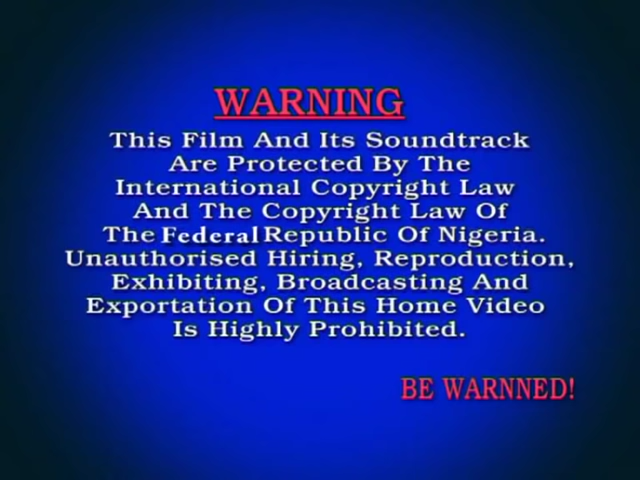 WARNING
This Film And Its Soundtrack
Are Protected By The
International Copyright Law
And The Copyright Law Of
The Federal Republic Of Nigeria.
Unauthorised Hiring, Reproduction,
Exhibiting, Broadcasting And
Exportation Of This Home Video
Is Highly Prohibited.
BE WARNNED!